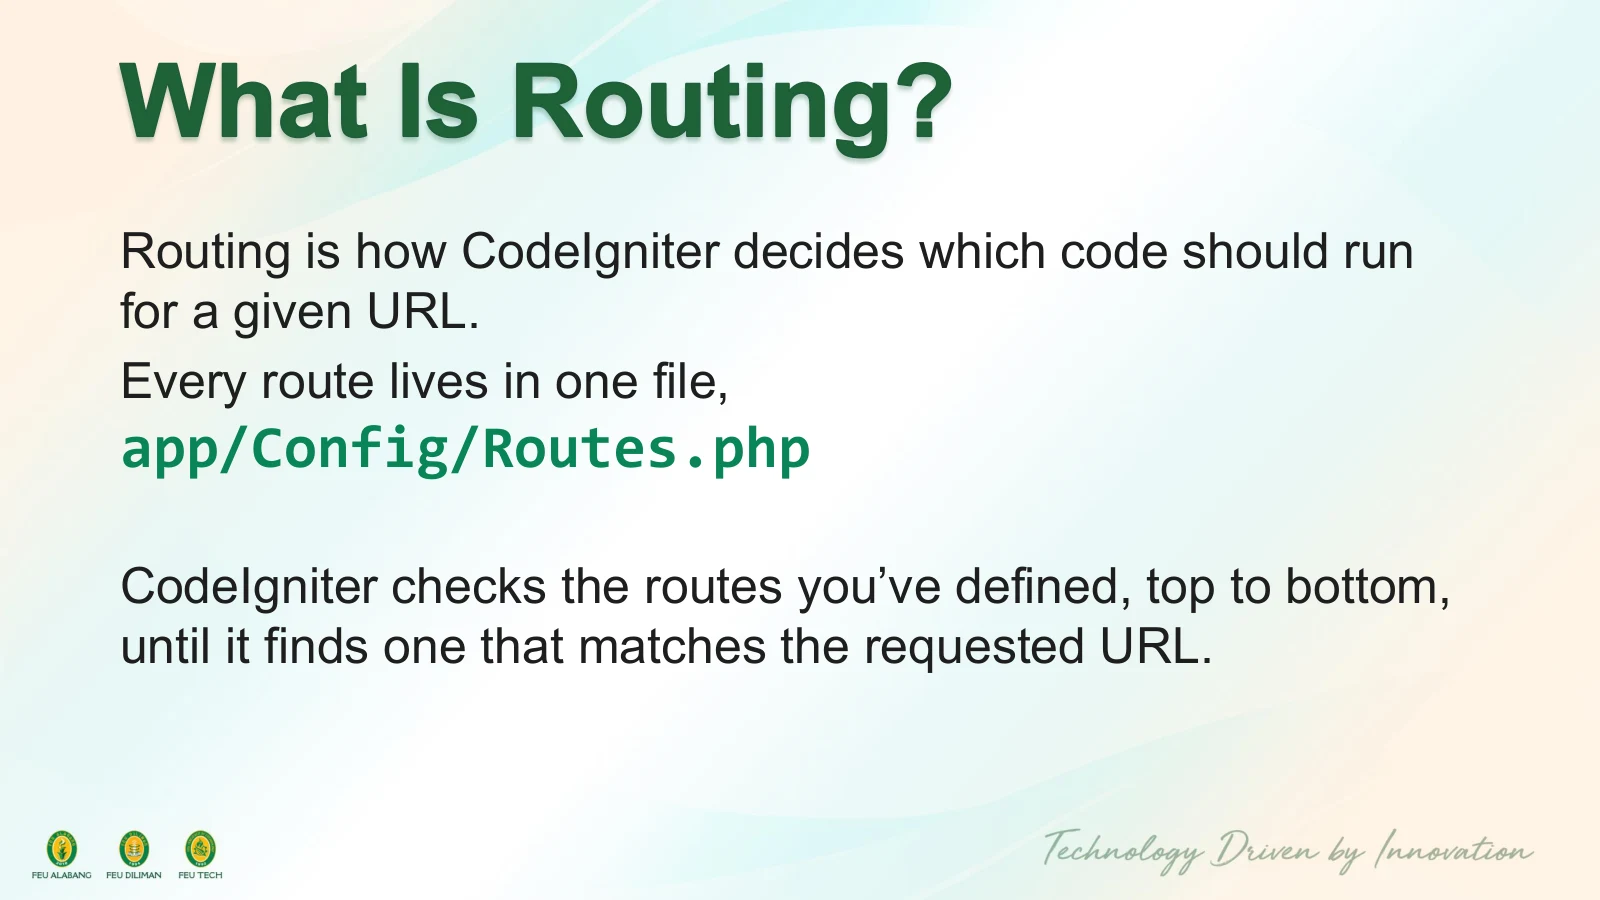 What Is Routing?
Routing is how CodeIgniter decides which code should run
for a given URL.
Every route lives in one file,
app/Config/Routes.php
CodeIgniter checks the routes you’ve defined, top to bottom,
until it finds one that matches the requested URL.
FEU ALABANG FEU DILIMAN FEU TECH
Technology Driven by Innovation